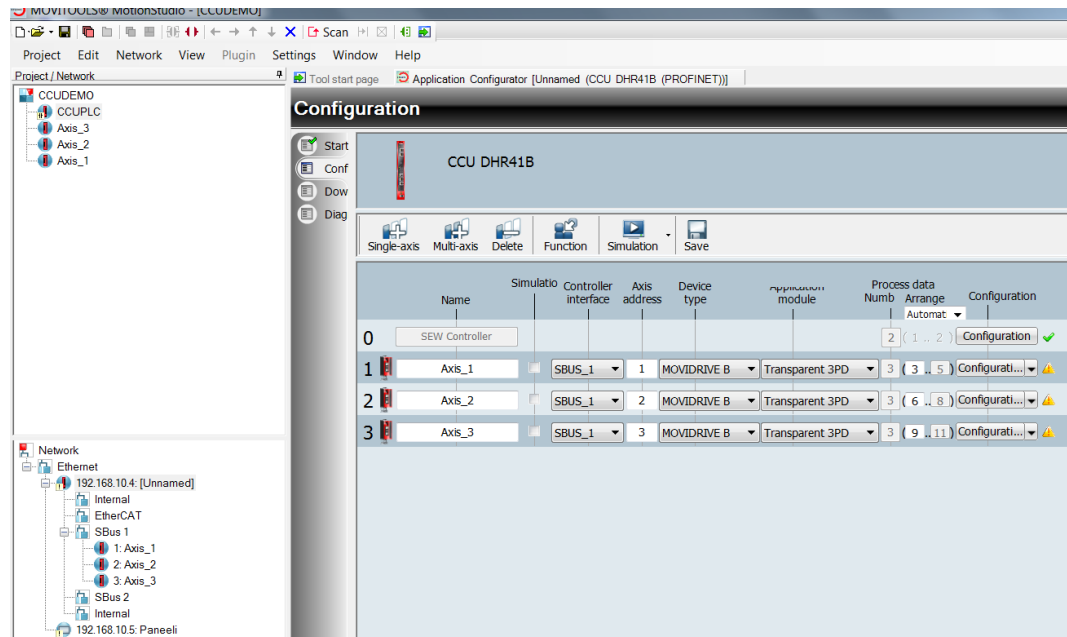 MOVITOOLS® MotionStudio - [CCUDEMO]
Scan
Project Edit Network View Plugin Settings Window Help
Project / Network
Tool start page Application Configurator [Unnamed (CCU DHR41B (PROFINET))]
CCUDEMO
CCUPLC
Axis_3
Axis_2
Axis_1
Configuration
Start
Conf
Dow
Diag
CCU DHR41B
Single-axis Multi-axis Delete Function Simulation Save
Name Simulatio Controller interface Axis address Device type Application module Process data Numb Arrange Configuration
Automat
0 SEW Controller 2 ( 1 .. 2 ) Configuration
1 Axis_1 SBUS_1 1 MOVIDRIVE B Transparent 3PD 3 ( 3 .. 5 ) Configurati...
2 Axis_2 SBUS_1 2 MOVIDRIVE B Transparent 3PD 3 ( 6 .. 8 ) Configurati...
3 Axis_3 SBUS_1 3 MOVIDRIVE B Transparent 3PD 3 ( 9 .. 11 ) Configurati...
Network
Ethernet
192.168.10.4: [Unnamed]
Internal
EtherCAT
SBus 1
1: Axis_1
2: Axis_2
3: Axis_3
SBus 2
Internal
192.168.10.5: Paneeli